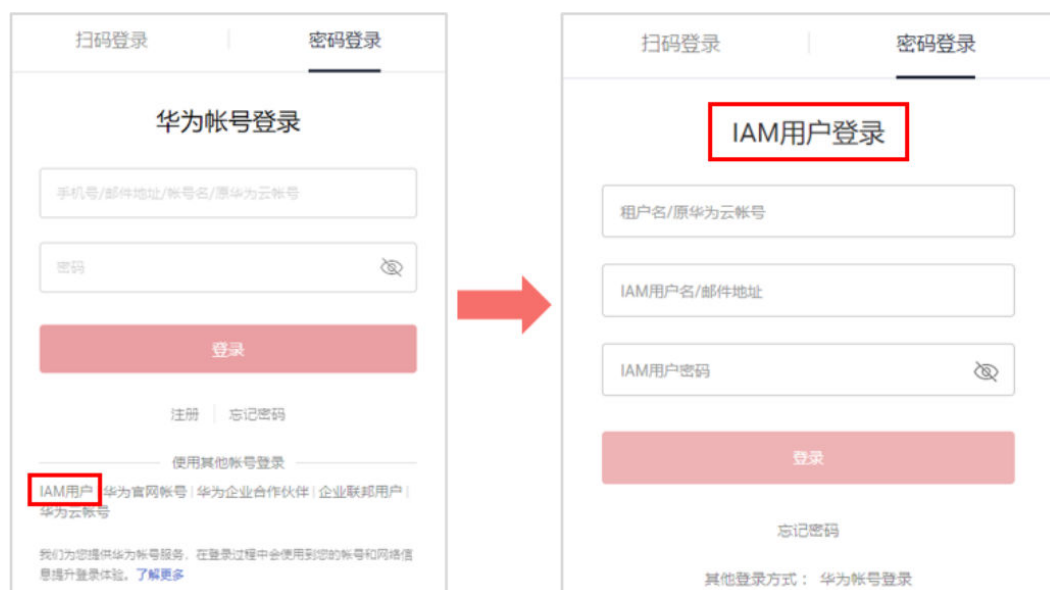 扫码登录
密码登录
华为帐号登录
手机号/邮件地址/帐号名/原华为云帐号
密码
登录
注册 | 忘记密码
使用其他帐号登录
IAM用户 | 华为官网帐号 | 华为企业合作伙伴 | 企业联邦用户 |
华为云帐号
我们为您提供华为帐号服务，在登录过程中会使用到您的帐号和网络信
息提升登录体验。了解更多
扫码登录
密码登录
IAM用户登录
租户名/原华为云帐号
IAM用户名/邮件地址
IAM用户密码
登录
忘记密码
其他登录方式： 华为帐号登录